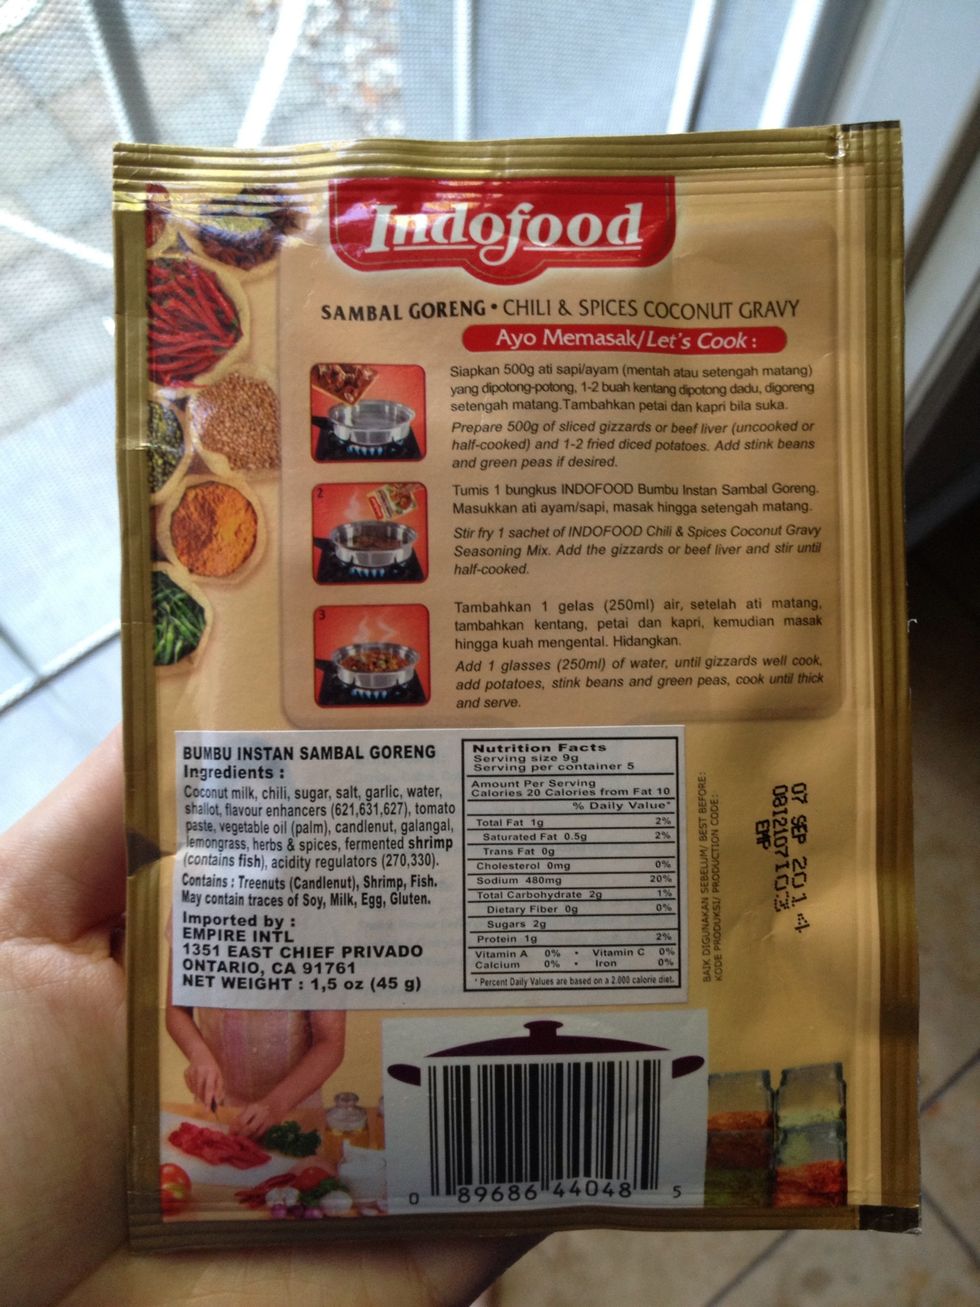 Indofood
SAMBAL GORENG • CHILI & SPICES COCONUT GRAVY
Ayo Memasak/Let's Cook :
Siapkan 500g ati sapi/ayam (mentah atau setengah matang)
yang dipotong-potong, 1-2 buah kentang dipotong dadu, digoreng
setengah matang.Tambahkan petai dan kapri bila suka.
Prepare 500g of sliced gizzards or beef liver (uncooked or
half-cooked) and 1-2 fried diced potatoes. Add stink beans
and green peas if desired.
2
Tumis 1 bungkus INDOFOOD Bumbu Instan Sambal Goreng.
Masukkan ati ayam/sapi, masak hingga setengah matang.
Stir fry 1 sachet of INDOFOOD Chili & Spices Coconut Gravy
Seasoning Mix. Add the gizzards or beef liver and stir until
half-cooked.
3
Tambahkan 1 gelas (250ml) air, setelah ati matang,
tambahkan kentang, petai dan kapri, kemudian masak
hingga kuah mengental. Hidangkan.
Add 1 glasses (250ml) of water, until gizzards well cook,
add potatoes, stink beans and green peas, cook until thick
and serve.
BUMBU INSTAN SAMBAL GORENG
Ingredients :
Coconut milk, chili, sugar, salt, garlic, water,
shallot, flavour enhancers (621,631,627), tomato
paste, vegetable oil (palm), candlenut, galangal,
lemongrass, herbs & spices, fermented shrimp
(contains fish), acidity regulators (270,330).
Contains : Treenuts (Candlenut), Shrimp, Fish.
May contain traces of Soy, Milk, Egg, Gluten.
Imported by :
EMPIRE INTL
1351 EAST CHIEF PRIVADO
ONTARIO, CA 91761
NET WEIGHT : 1,5 oz (45 g)
Nutrition Facts
Serving size 9g
Serving per container 5
Amount Per Serving
Calories 20 Calories from Fat 10
% Daily Value*
Total Fat 1g 2%
Saturated Fat 0.5g 2%
Trans Fat 0g
Cholesterol 0mg 0%
Sodium 480mg 20%
Total Carbohydrate 2g 1%
Dietary Fiber 0g 0%
Sugars 2g
Protein 1g 2%
Vitamin A 0% • Vitamin C 0%
Calcium 0% • Iron 0%
* Percent Daily Values are based on a 2.000 calorie diet.
BAIK DIGUNAKAN SEBELUM/ BEST BEFORE:
KODE PRODUKSI/ PRODUCTION CODE:
07 SEP 2014
0812107103
EMP
0 89686 44048 5